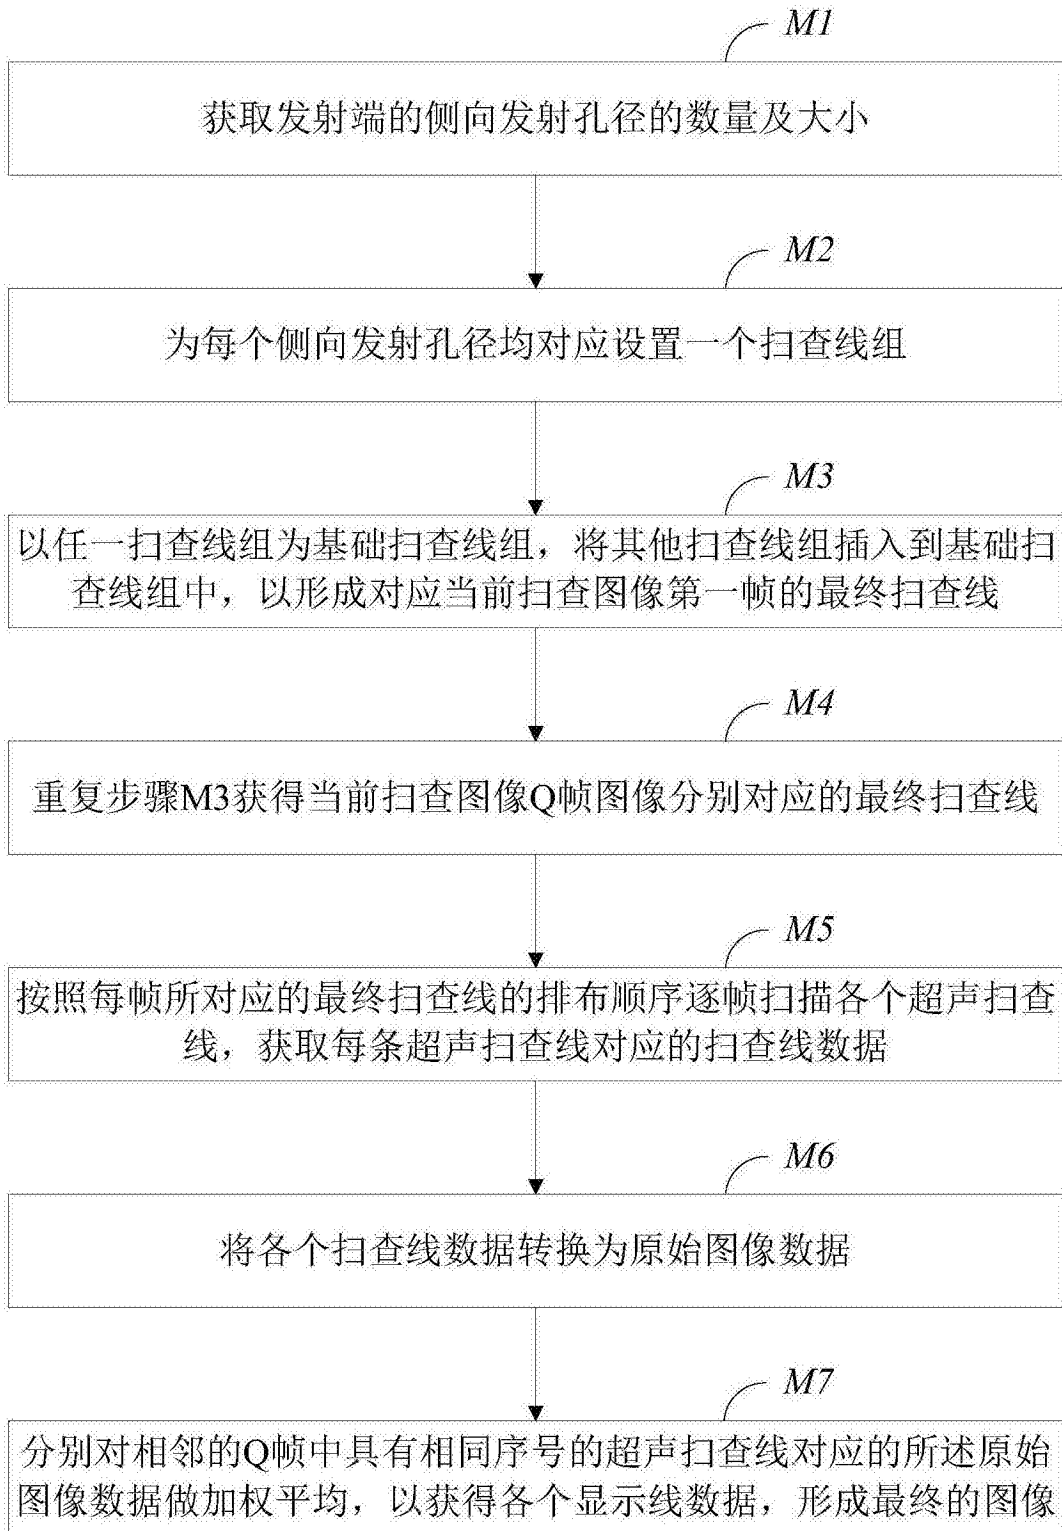 M1
获取发射端的侧向发射孔径的数量及大小
M2
为每个侧向发射孔径均对应设置一个扫查线组
M3
以任一扫查线组为基础扫查线组，将其他扫查线组插入到基础扫
查线组中，以形成对应当前扫查图像第一帧的最终扫查线
M4
重复步骤M3获得当前扫查图像Q帧图像分别对应的最终扫查线
M5
按照每帧所对应的最终扫查线的排布顺序逐帧扫描各个超声扫查
线，获取每条超声扫查线对应的扫查线数据
M6
将各个扫查线数据转换为原始图像数据
M7
分别对相邻的Q帧中具有相同序号的超声扫查线对应的所述原始
图像数据做加权平均，以获得各个显示线数据，形成最终的图像